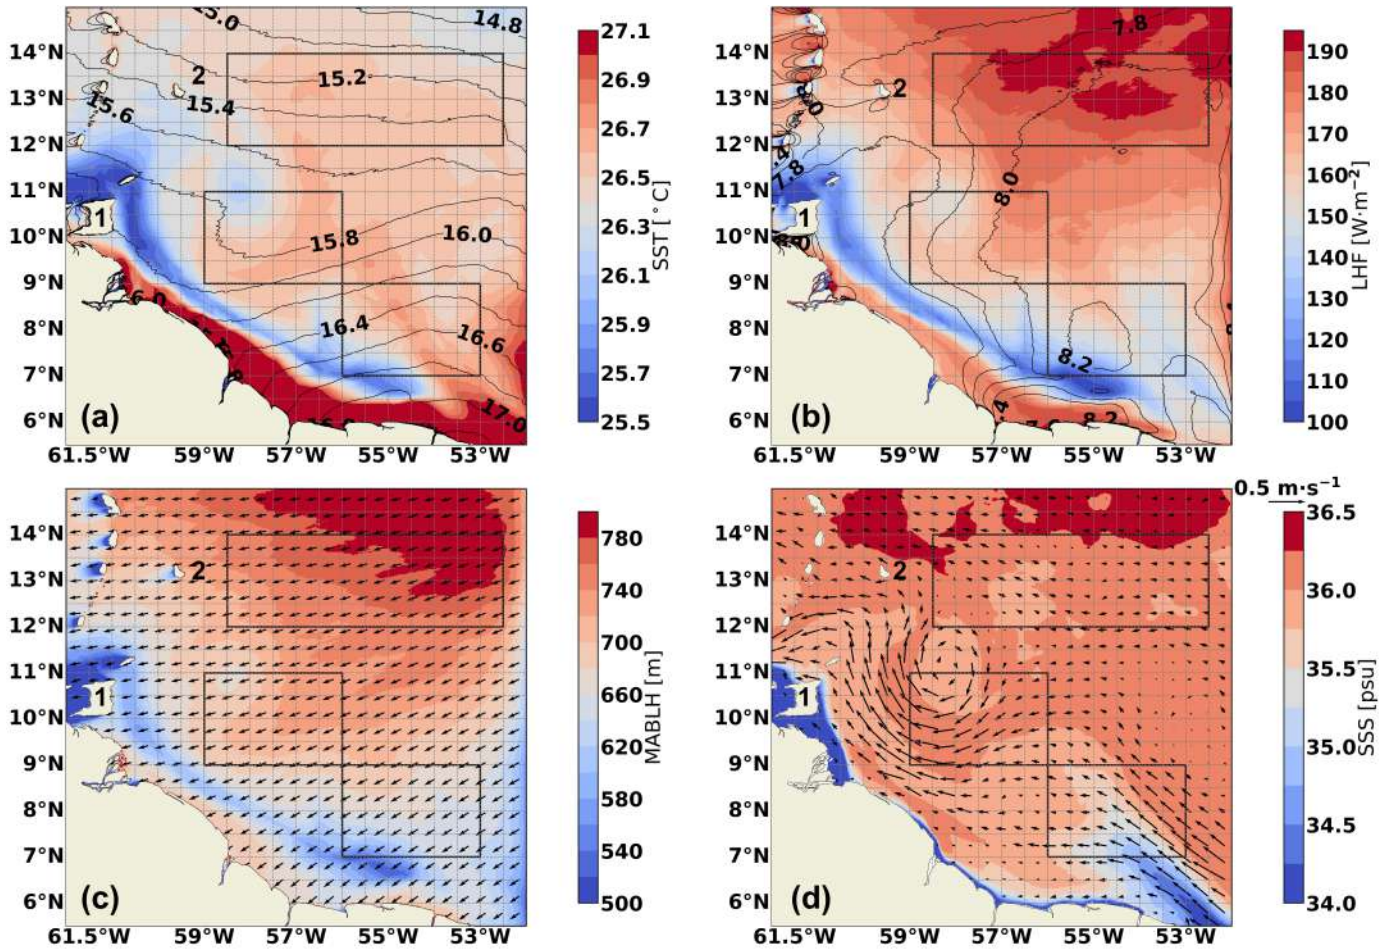 15.0
14.8
14°N
2
15.2
13°N
15.6
15.4
12°N
11°N
1
10°N
15.8
16.0
9°N
8°N
16.4
16.6
7°N
17.0
6°N
(a)
61.5°W 59°W 57°W 55°W 53°W
27.1
26.9
26.7
26.5
26.3
26.1
25.9
25.7
25.5
SST [°C]
7.8
14°N
2
13°N
12°N
7.8
11°N
8.0
1
10°N
9°N
8°N
8.2
7°N
6°N
8.2
(b)
61.5°W 59°W 57°W 55°W 53°W
190
180
170
160
150
140
130
120
110
100
LHF [W·m⁻²]
14°N
13°N
2
12°N
11°N
1
10°N
9°N
8°N
7°N
6°N
(c)
61.5°W 59°W 57°W 55°W 53°W
780
740
700
660
620
580
540
500
MABLH [m]
0.5 m·s⁻¹
14°N
13°N
2
12°N
11°N
1
10°N
9°N
8°N
7°N
6°N
(d)
61.5°W 59°W 57°W 55°W 53°W
36.5
36.0
35.5
35.0
34.5
34.0
SSS [psu]